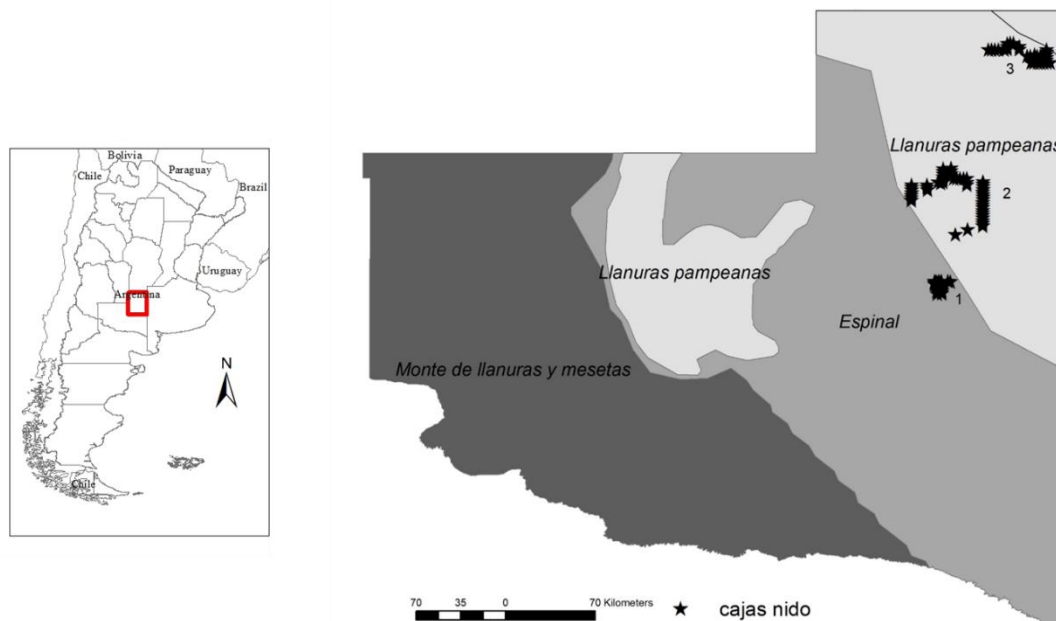 Bolivia
Chile
Paraguay
Brazil
Uruguay
Argentina
N
Chile
3
Llanuras pampeanas
2
Llanuras pampeanas
1
Espinal
Monte de llanuras y mesetas
70 35 0 70 Kilometers
cajas nido